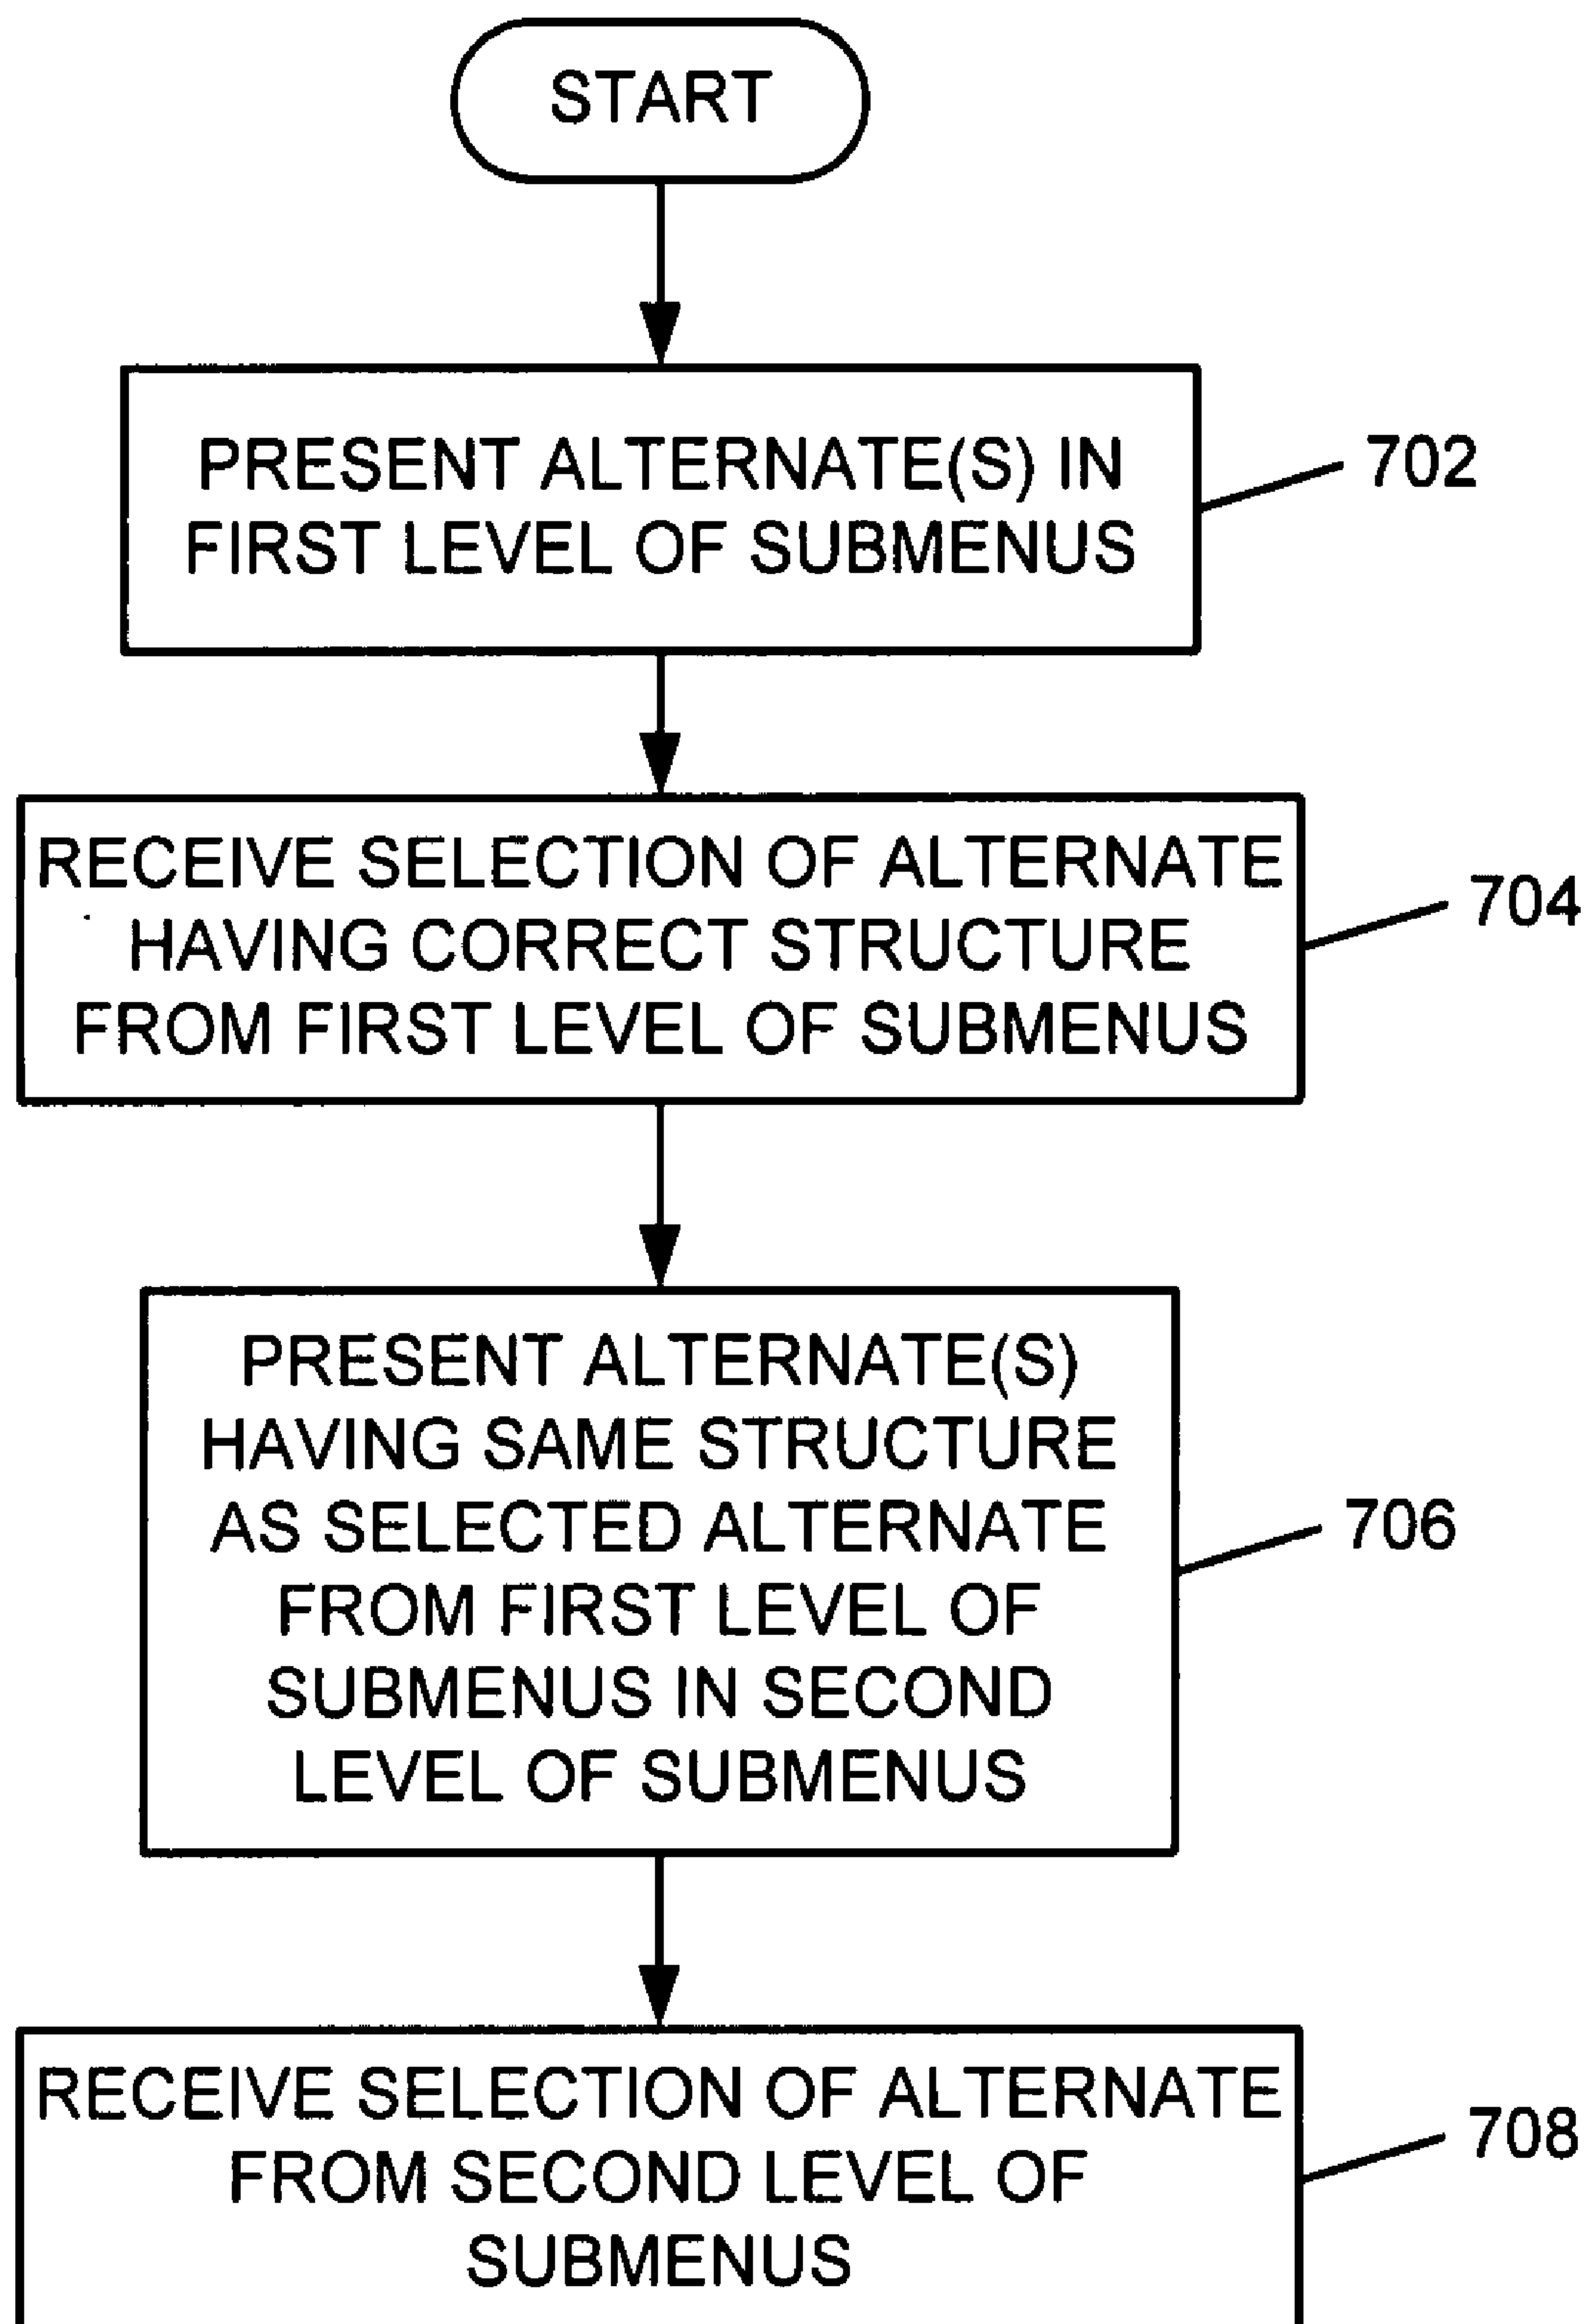 START
PRESENT ALTERNATE(S) IN
FIRST LEVEL OF SUBMENUS
702
RECEIVE SELECTION OF ALTERNATE
HAVING CORRECT STRUCTURE
FROM FIRST LEVEL OF SUBMENUS
704
PRESENT ALTERNATE(S)
HAVING SAME STRUCTURE
AS SELECTED ALTERNATE
FROM FIRST LEVEL OF
SUBMENUS IN SECOND
LEVEL OF SUBMENUS
706
RECEIVE SELECTION OF ALTERNATE
FROM SECOND LEVEL OF
SUBMENUS
708